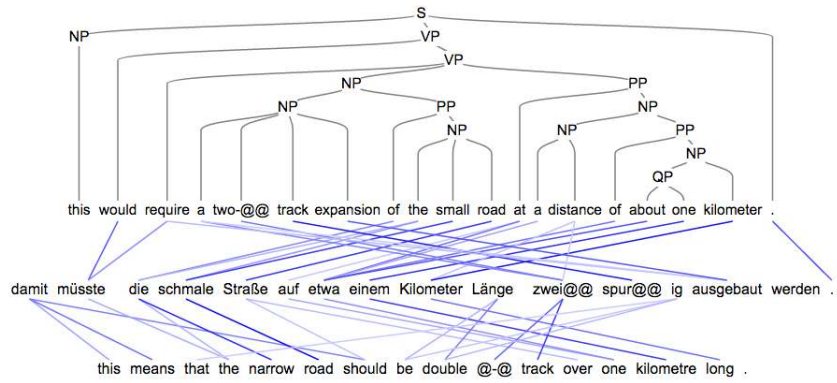 S
NP VP
VP
NP PP
NP PP NP
NP NP PP
NP
QP
this would require a two-@@ track expansion of the small road at a distance of about one kilometer .
damit müsste die schmale Straße auf etwa einem Kilometer Länge zwei@@ spur@@ ig ausgebaut werden .
this means that the narrow road should be double @-@ track over one kilometre long .